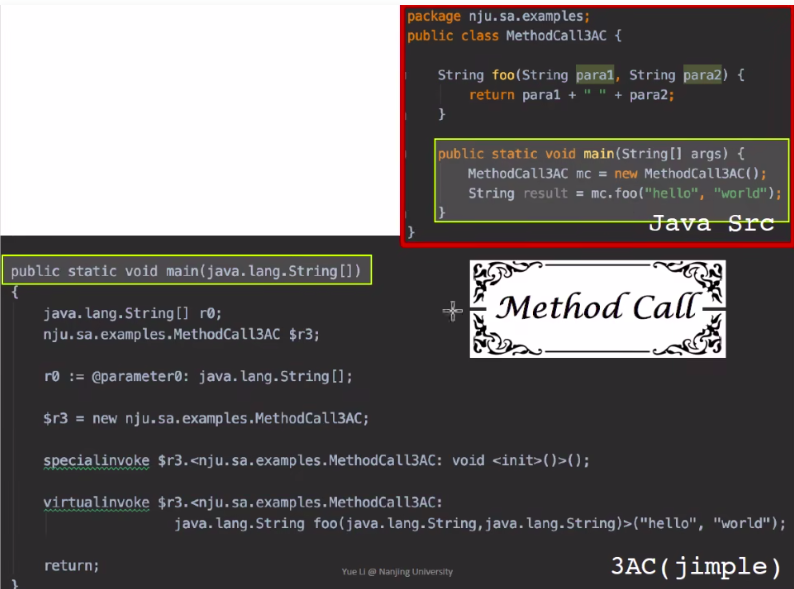 package nju.sa.examples;
public class MethodCall3AC {
String foo(String para1, String para2) {
return para1 + " " + para2;
}
public static void main(String[] args) {
MethodCall3AC mc = new MethodCall3AC();
String result = mc.foo("hello", "world");
}
}
Java Src
public static void main(java.lang.String[])
{
java.lang.String[] r0;
nju.sa.examples.MethodCall3AC $r3;
r0 := @parameter0: java.lang.String[];
$r3 = new nju.sa.examples.MethodCall3AC;
specialinvoke $r3.<nju.sa.examples.MethodCall3AC: void <init>()>();
virtualinvoke $r3.<nju.sa.examples.MethodCall3AC:
java.lang.String foo(java.lang.String,java.lang.String)>("hello", "world");
return;
}
Method Call
Yue Li @ Nanjing University
3AC(jimple)